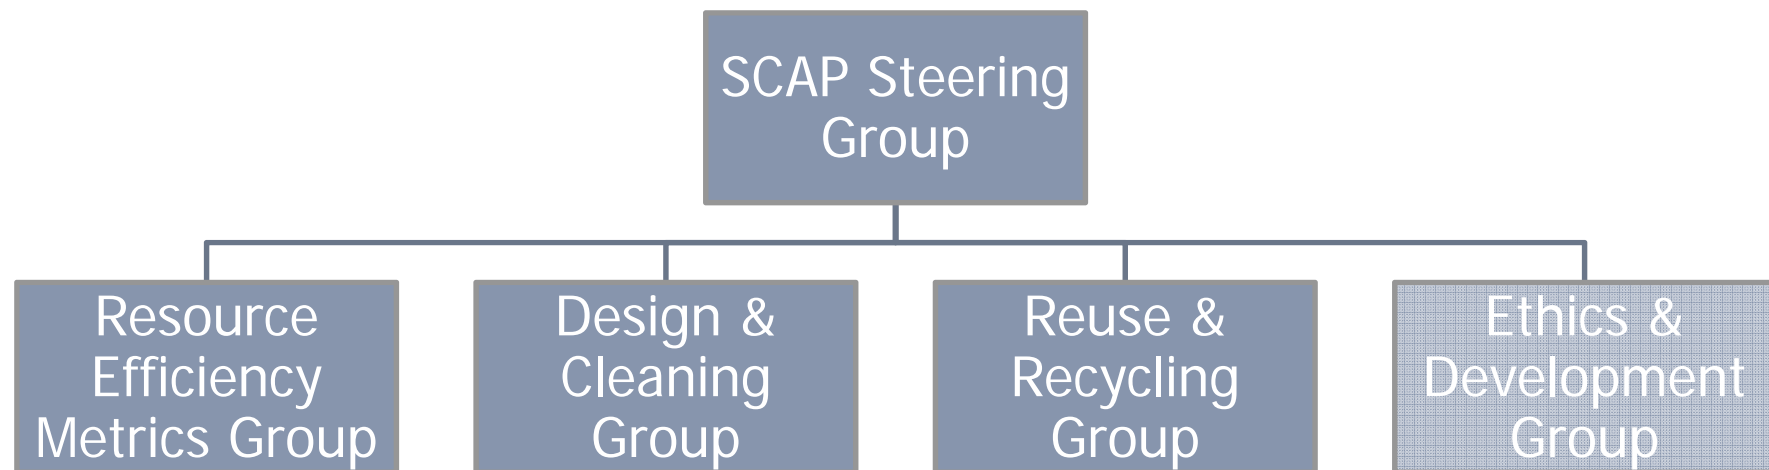 SCAP Steering
Group
Resource
Efficiency
Metrics Group
Design &
Cleaning
Group
Reuse &
Recycling
Group
Ethics &
Development
Group